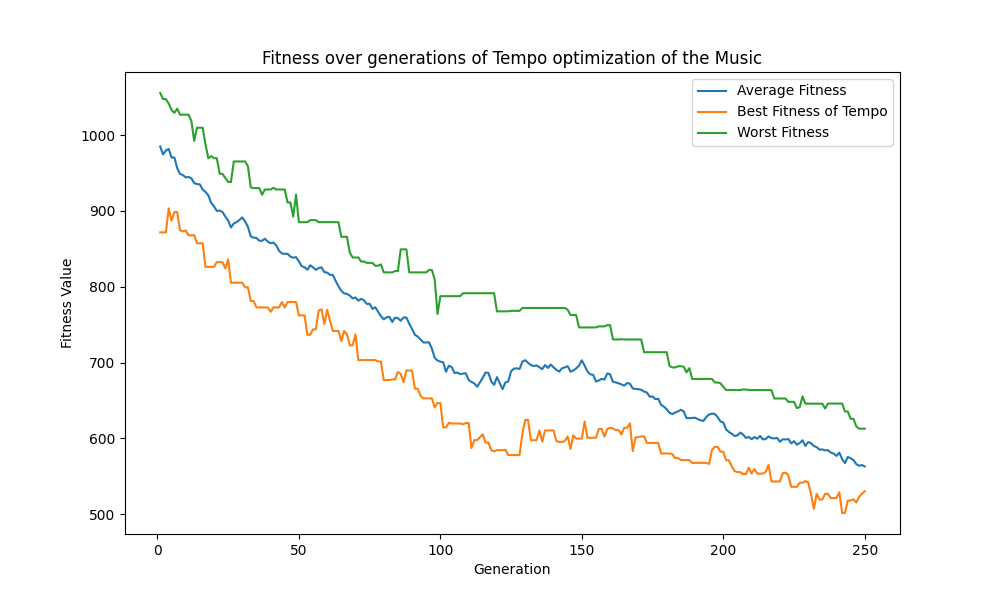 Fitness over generations of Tempo optimization of the Music
Average Fitness
Best Fitness of Tempo
Worst Fitness
Fitness Value
1000
900
800
700
600
500
0 50 100 150 200 250
Generation